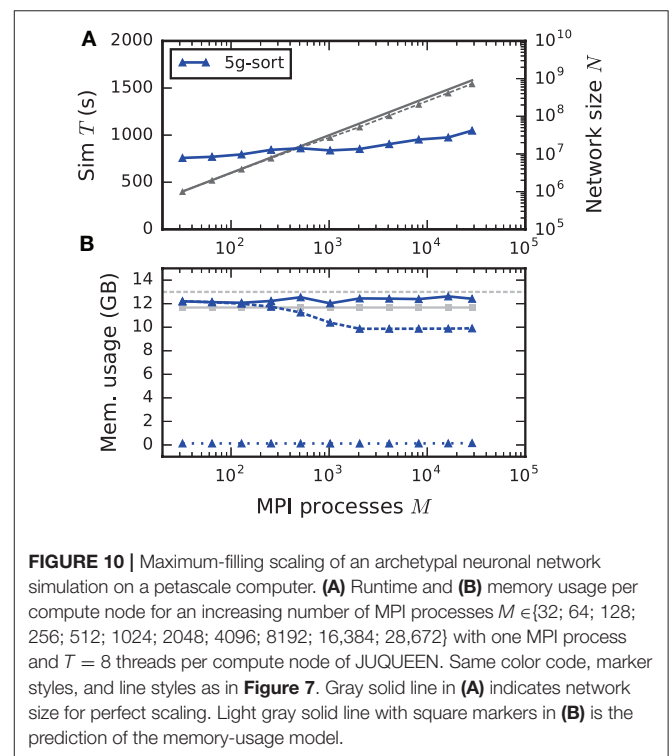 A
2000
1500
1000
500
0
Sim T (s)
5g-sort
10^10
10^9
10^8
10^7
10^6
10^5
Network size N
10^2 10^3 10^4 10^5
B
14
12
10
8
6
4
2
0
Mem. usage (GB)
10^2 10^3 10^4 10^5
MPI processes M
FIGURE 10 | Maximum-filling scaling of an archetypal neuronal network
simulation on a petascale computer. (A) Runtime and (B) memory usage per
compute node for an increasing number of MPI processes M ∈{32; 64; 128;
256; 512; 1024; 2048; 4096; 8192; 16,384; 28,672} with one MPI process
and T = 8 threads per compute node of JUQUEEN. Same color code, marker
styles, and line styles as in Figure 7. Gray solid line in (A) indicates network
size for perfect scaling. Light gray solid line with square markers in (B) is the
prediction of the memory-usage model.